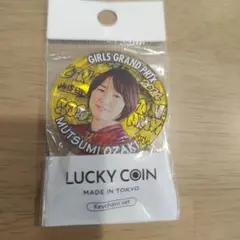 GIRLS GRAND PRIX
MUTSUMI OZAKI
LUCKY COIN
MADE IN TOKYO
Keychain set